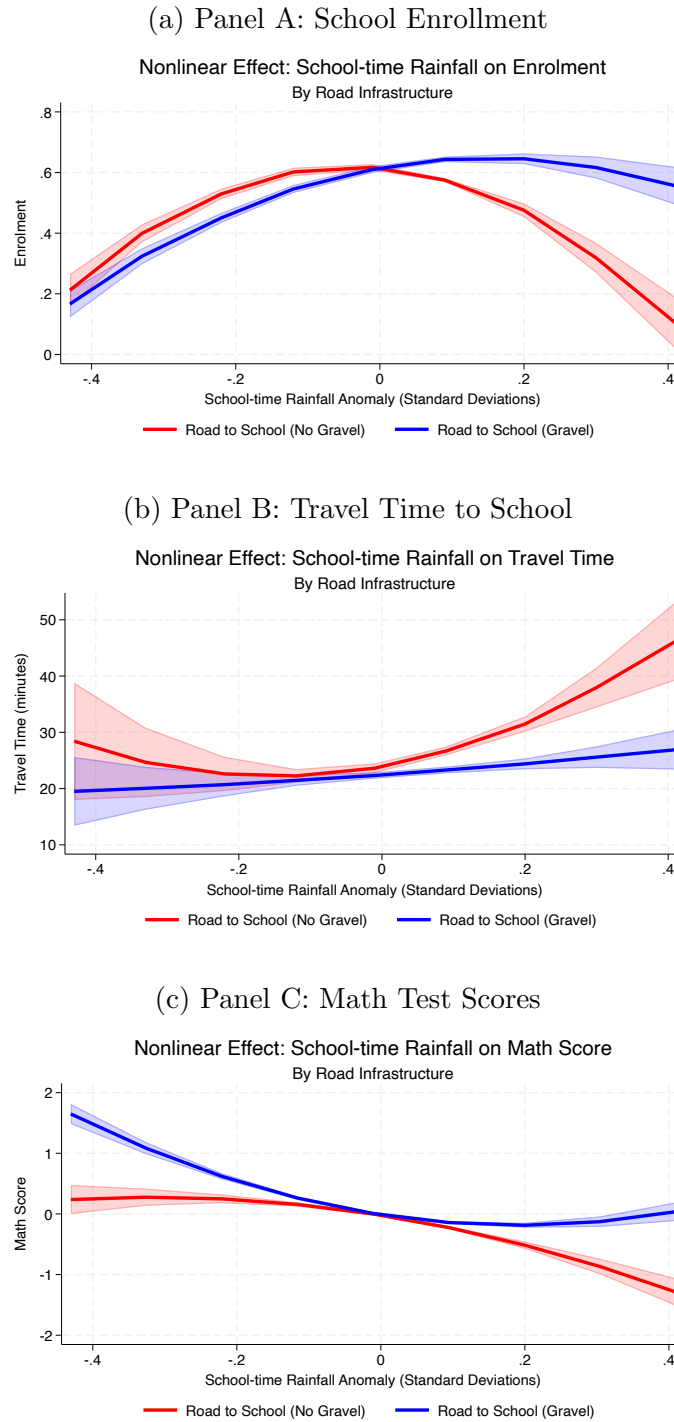 (a) Panel A: School Enrollment
Nonlinear Effect: School-time Rainfall on Enrolment
By Road Infrastructure
.8
.6
.4
.2
0
Enrolment
-.4 -.2 0 .2 .4
School-time Rainfall Anomaly (Standard Deviations)
Road to School (No Gravel) Road to School (Gravel)
(b) Panel B: Travel Time to School
Nonlinear Effect: School-time Rainfall on Travel Time
By Road Infrastructure
50
40
30
20
10
Travel Time (minutes)
-.4 -.2 0 .2 .4
School-time Rainfall Anomaly (Standard Deviations)
Road to School (No Gravel) Road to School (Gravel)
(c) Panel C: Math Test Scores
Nonlinear Effect: School-time Rainfall on Math Score
By Road Infrastructure
2
1
0
-1
-2
Math Score
-.4 -.2 0 .2 .4
School-time Rainfall Anomaly (Standard Deviations)
Road to School (No Gravel) Road to School (Gravel)